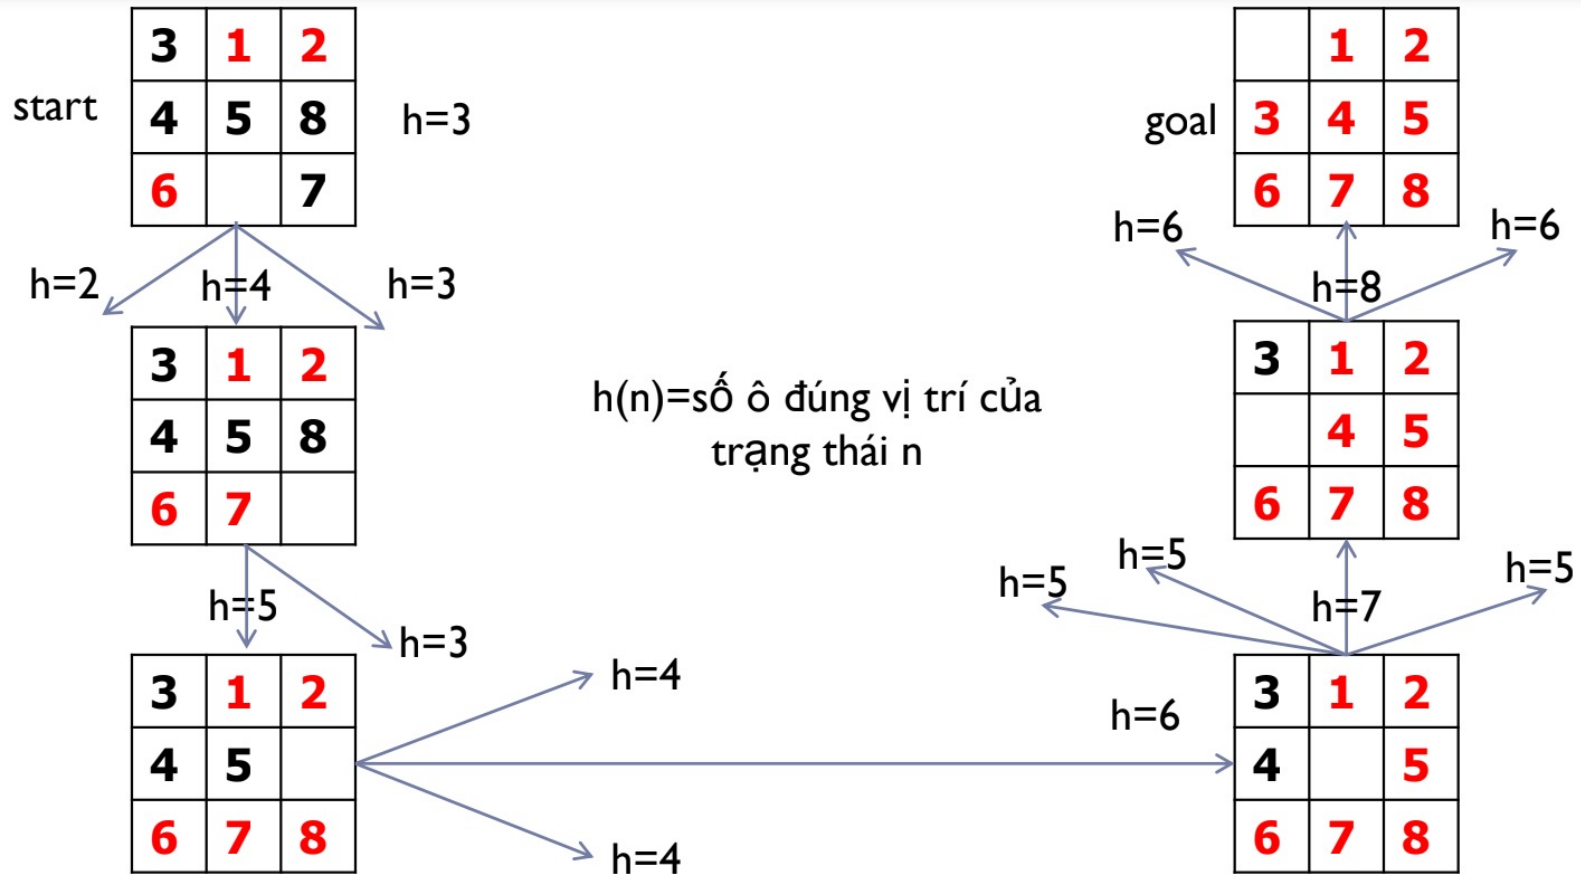 start
3 1 2
4 5 8
6 7
h=3
h=2
h=4
h=3
3 1 2
4 5 8
6 7
h=5
h=3
3 1 2
4 5
6 7 8
h=4
h=6
h=4
h(n)=số ô đúng vị trí của
trạng thái n
goal
1 2
3 4 5
6 7 8
h=6
h=8
h=6
3 1 2
4 5
6 7 8
h=5
h=5
h=7
h=5
3 1 2
4 5
6 7 8